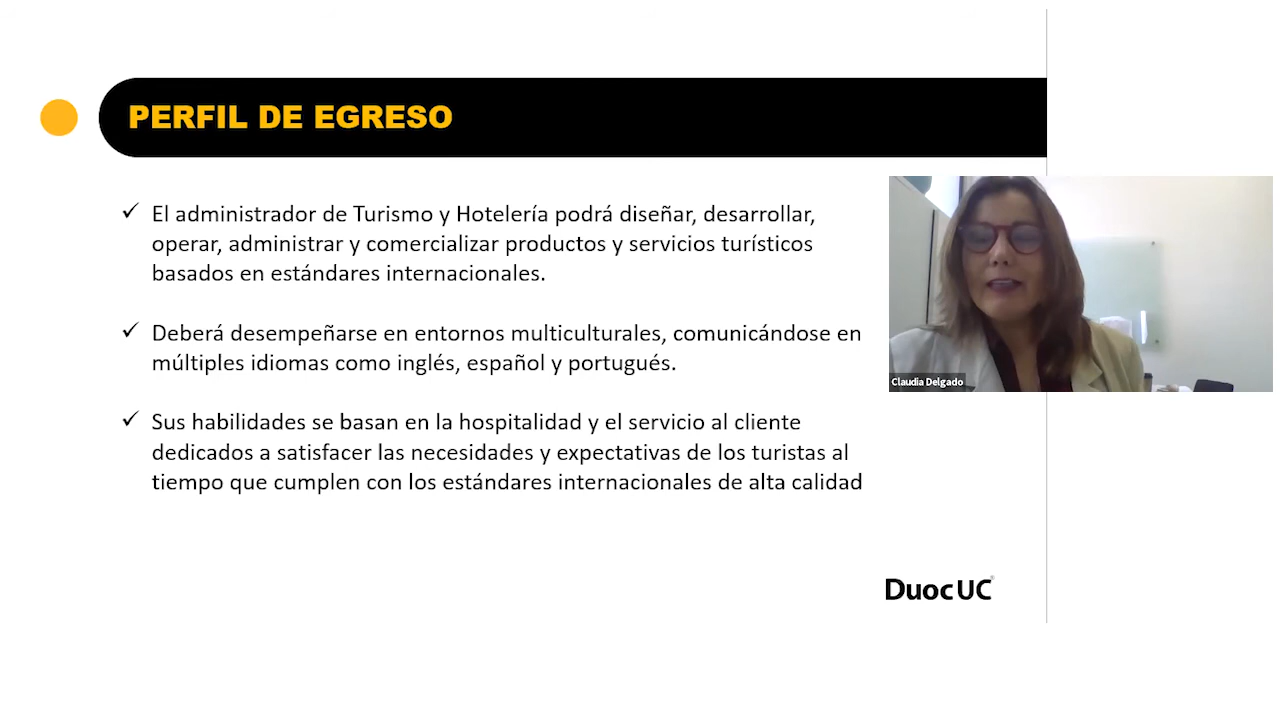 PERFIL DE EGRESO
✓ El administrador de Turismo y Hotelería podrá diseñar, desarrollar,
operar, administrar y comercializar productos y servicios turísticos
basados en estándares internacionales.
✓ Deberá desempeñarse en entornos multiculturales, comunicándose en
múltiples idiomas como inglés, español y portugués.
✓ Sus habilidades se basan en la hospitalidad y el servicio al cliente
dedicados a satisfacer las necesidades y expectativas de los turistas al
tiempo que cumplen con los estándares internacionales de alta calidad
Claudia Delgado
DuocUC®